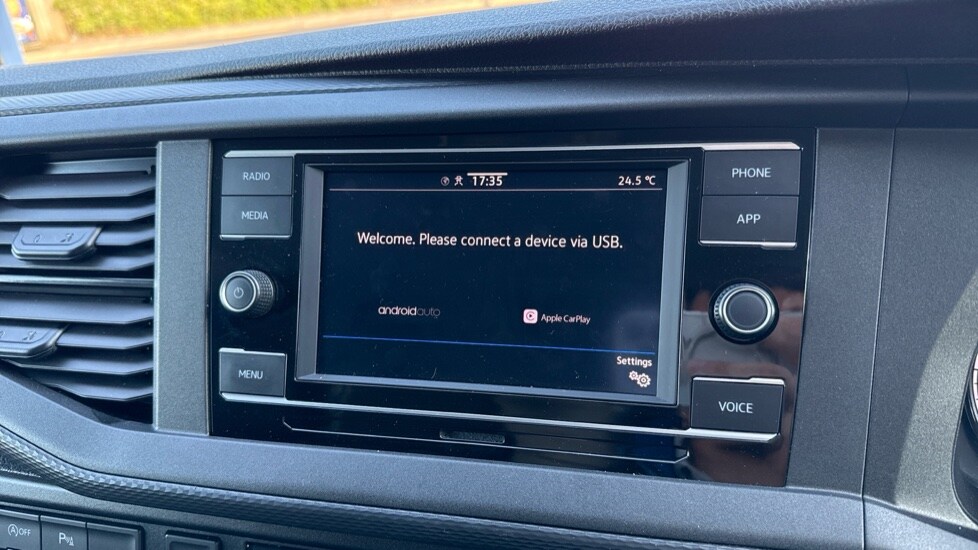 RADIO
MEDIA
MENU
17:35
24.5 °C
Welcome. Please connect a device via USB.
androidauto
Apple CarPlay
Settings
PHONE
APP
VOICE
A OFF
P